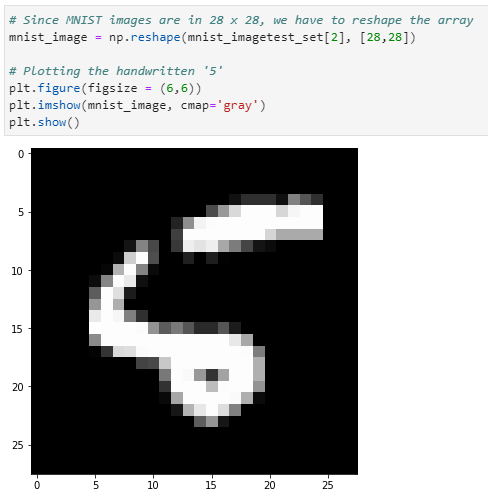 # Since MNIST images are in 28 x 28, we have to reshape the array
mnist_image = np.reshape(mnist_imagetest_set[2], [28,28])
# Plotting the handwritten '5'
plt.figure(figsize = (6,6))
plt.imshow(mnist_image, cmap='gray')
plt.show()
0
5
10
15
20
25
0 5 10 15 20 25